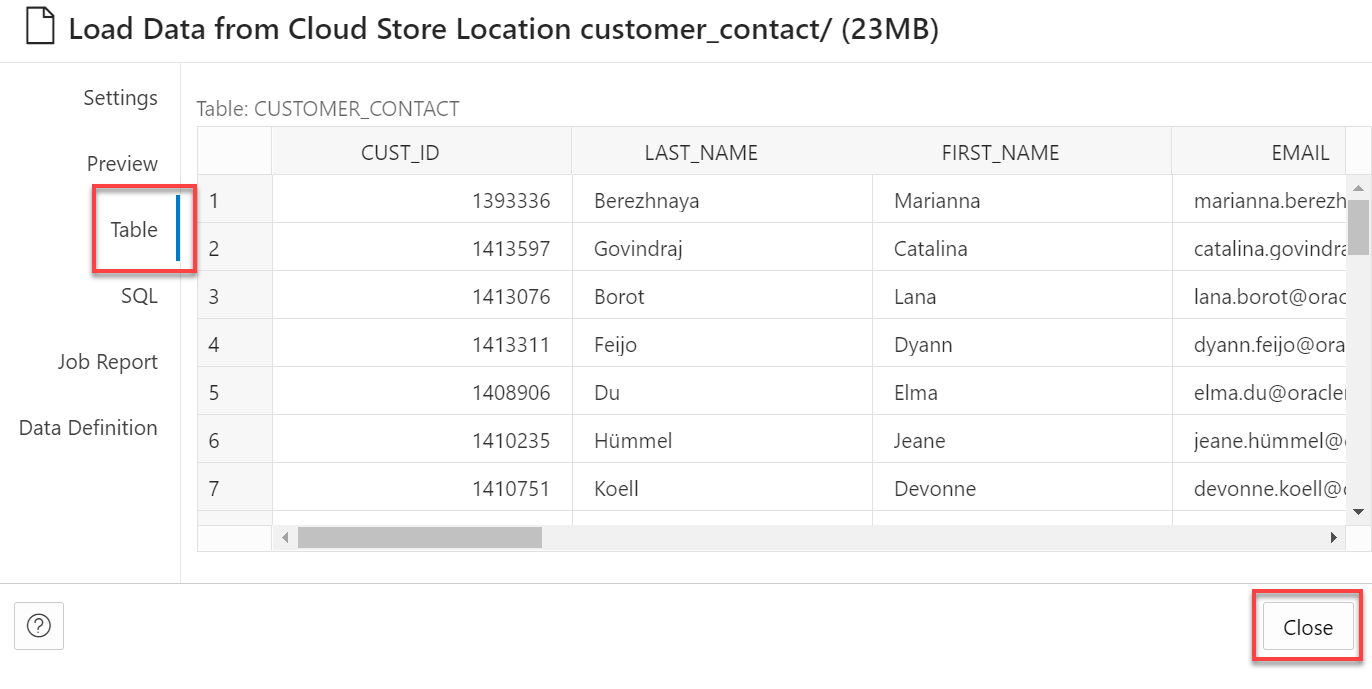 Load Data from Cloud Store Location customer_contact/ (23MB)
Settings
Preview
Table
SQL
Job Report
Data Definition
Table: CUSTOMER_CONTACT
CUST_ID LAST_NAME FIRST_NAME EMAIL
1 1393336 Berezhnaya Marianna marianna.berezh
2 1413597 Govindraj Catalina catalina.govindra
3 1413076 Borot Lana lana.borot@orac
4 1413311 Feijo Dyann dyann.feijo@ora
5 1408906 Du Elma elma.du@oracle
6 1410235 Hümmel Jeane jeane.hümmel@
7 1410751 Koell Devonne devonne.koell@
?
Close